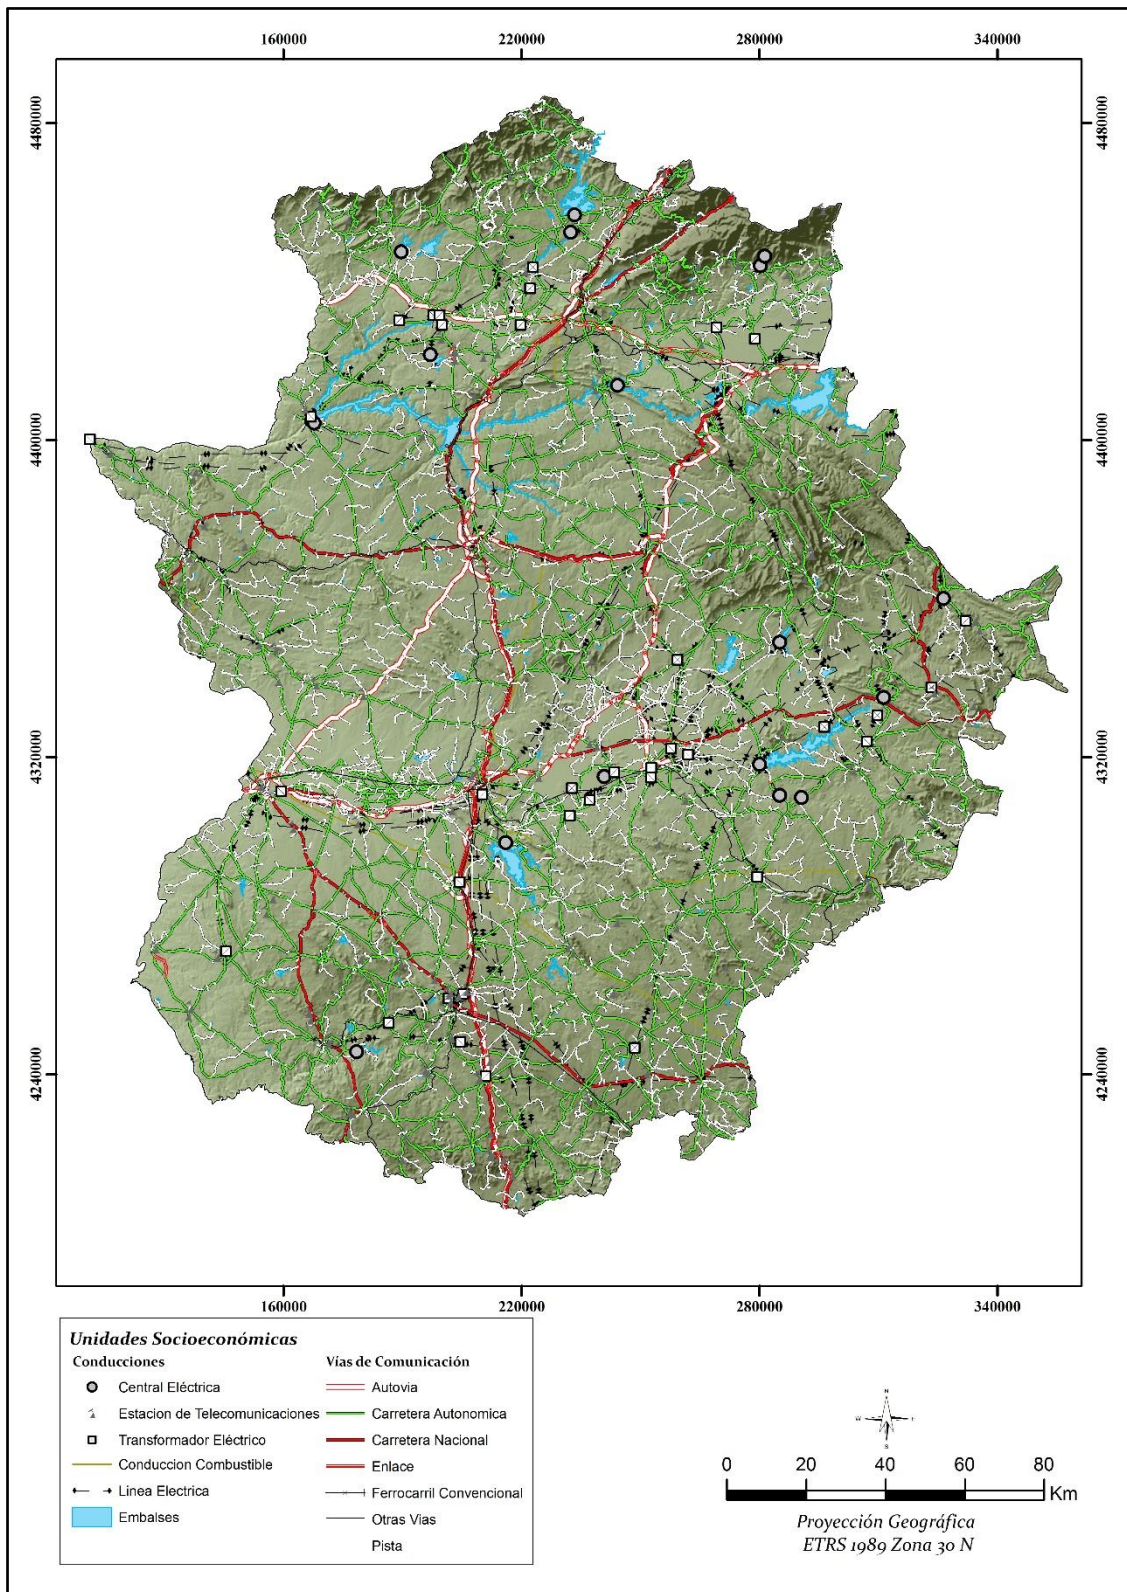 160000 220000 280000 340000
4480000 4480000
4400000 4400000
4320000 4320000
4240000 4240000
160000 220000 280000 340000
Unidades Socioeconómicas
Conducciones
Central Eléctrica
Estacion de Telecomunicaciones
Transformador Eléctrico
Conduccion Combustible
Linea Electrica
Embalses
Vías de Comunicación
Autovia
Carretera Autonomica
Carretera Nacional
Enlace
Ferrocarril Convencional
Otras Vias
Pista
N
W E
S
0 20 40 60 80
Km
Proyección Geográfica
ETRS 1989 Zona 30 N